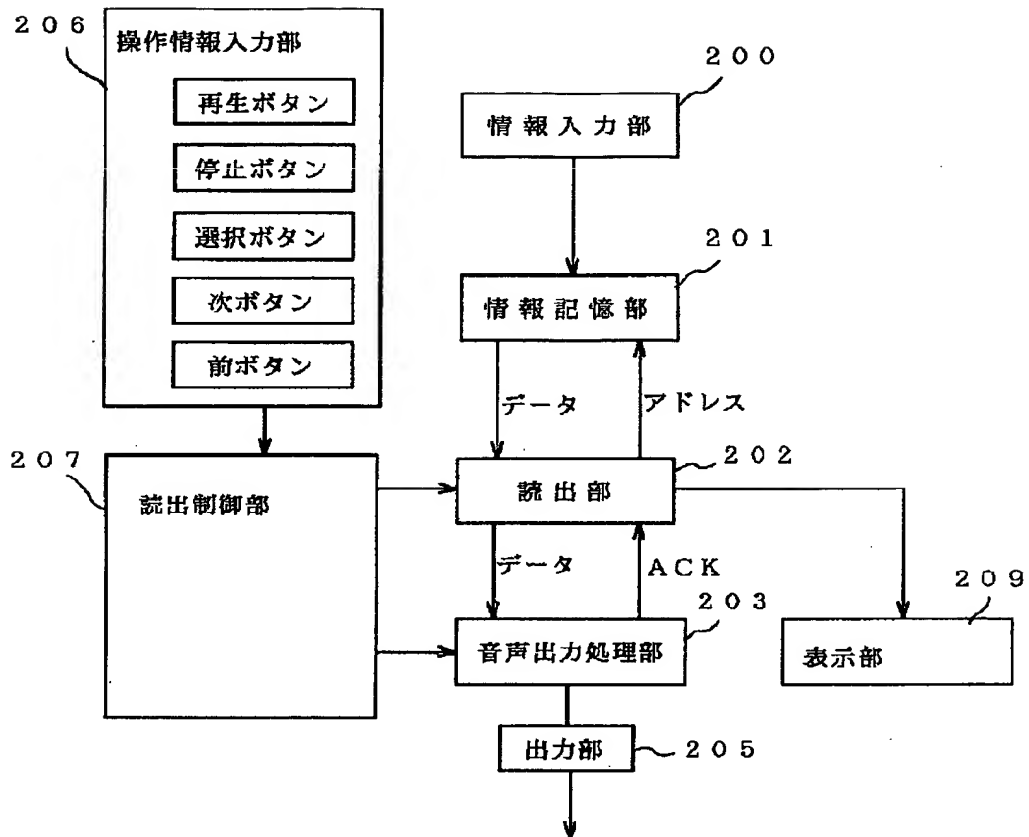 ２０６
操作情報入力部
再生ボタン
停止ボタン
選択ボタン
次ボタン
前ボタン
２００
情報入力部
２０１
情報記憶部
データ
アドレス
２０７
読出制御部
２０２
読出部
データ
ＡＣＫ
２０３
音声出力処理部
２０９
表示部
出力部
２０５